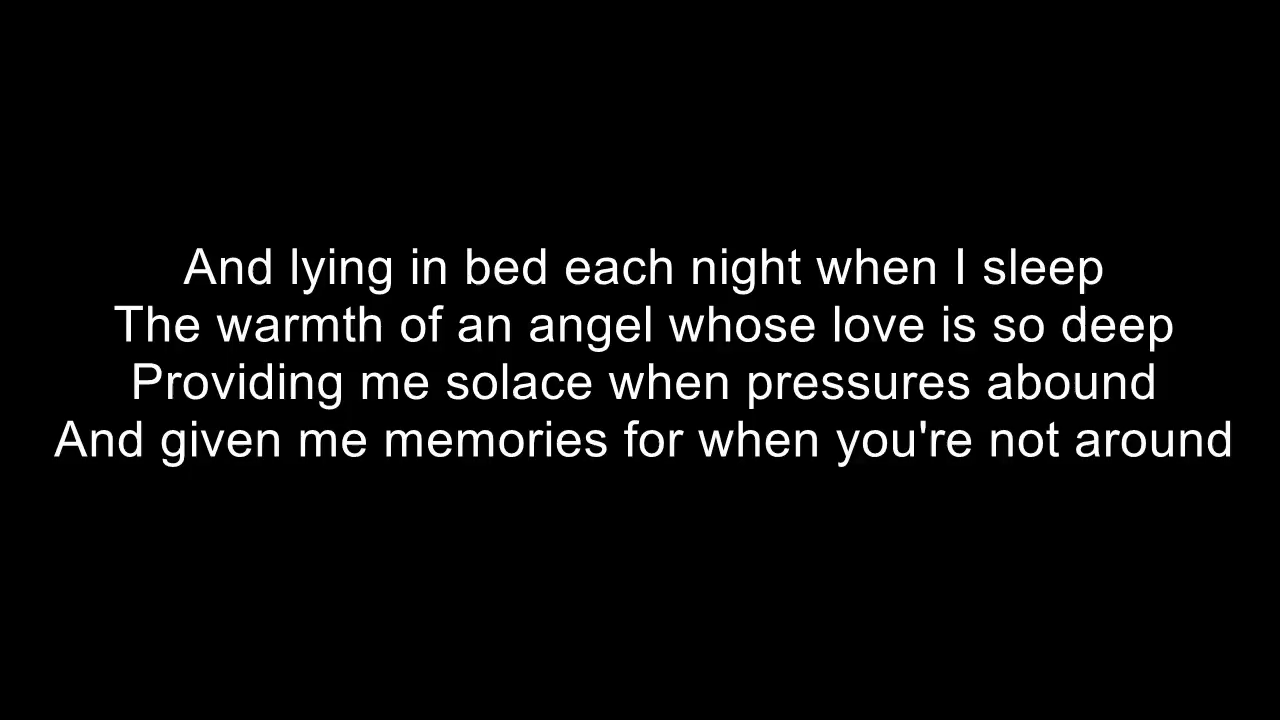 And lying in bed each night when I sleep
The warmth of an angel whose love is so deep
Providing me solace when pressures abound
And given me memories for when you're not around